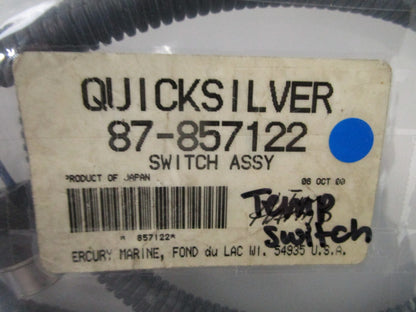 QUICKSILVER
87-857122
SWITCH ASSY
PRODUCT OF JAPAN 06 OCT 00
Temp
Switch
* 857122*
ERCURY MARINE, FOND du LAC WI. 54935 U.S.A.